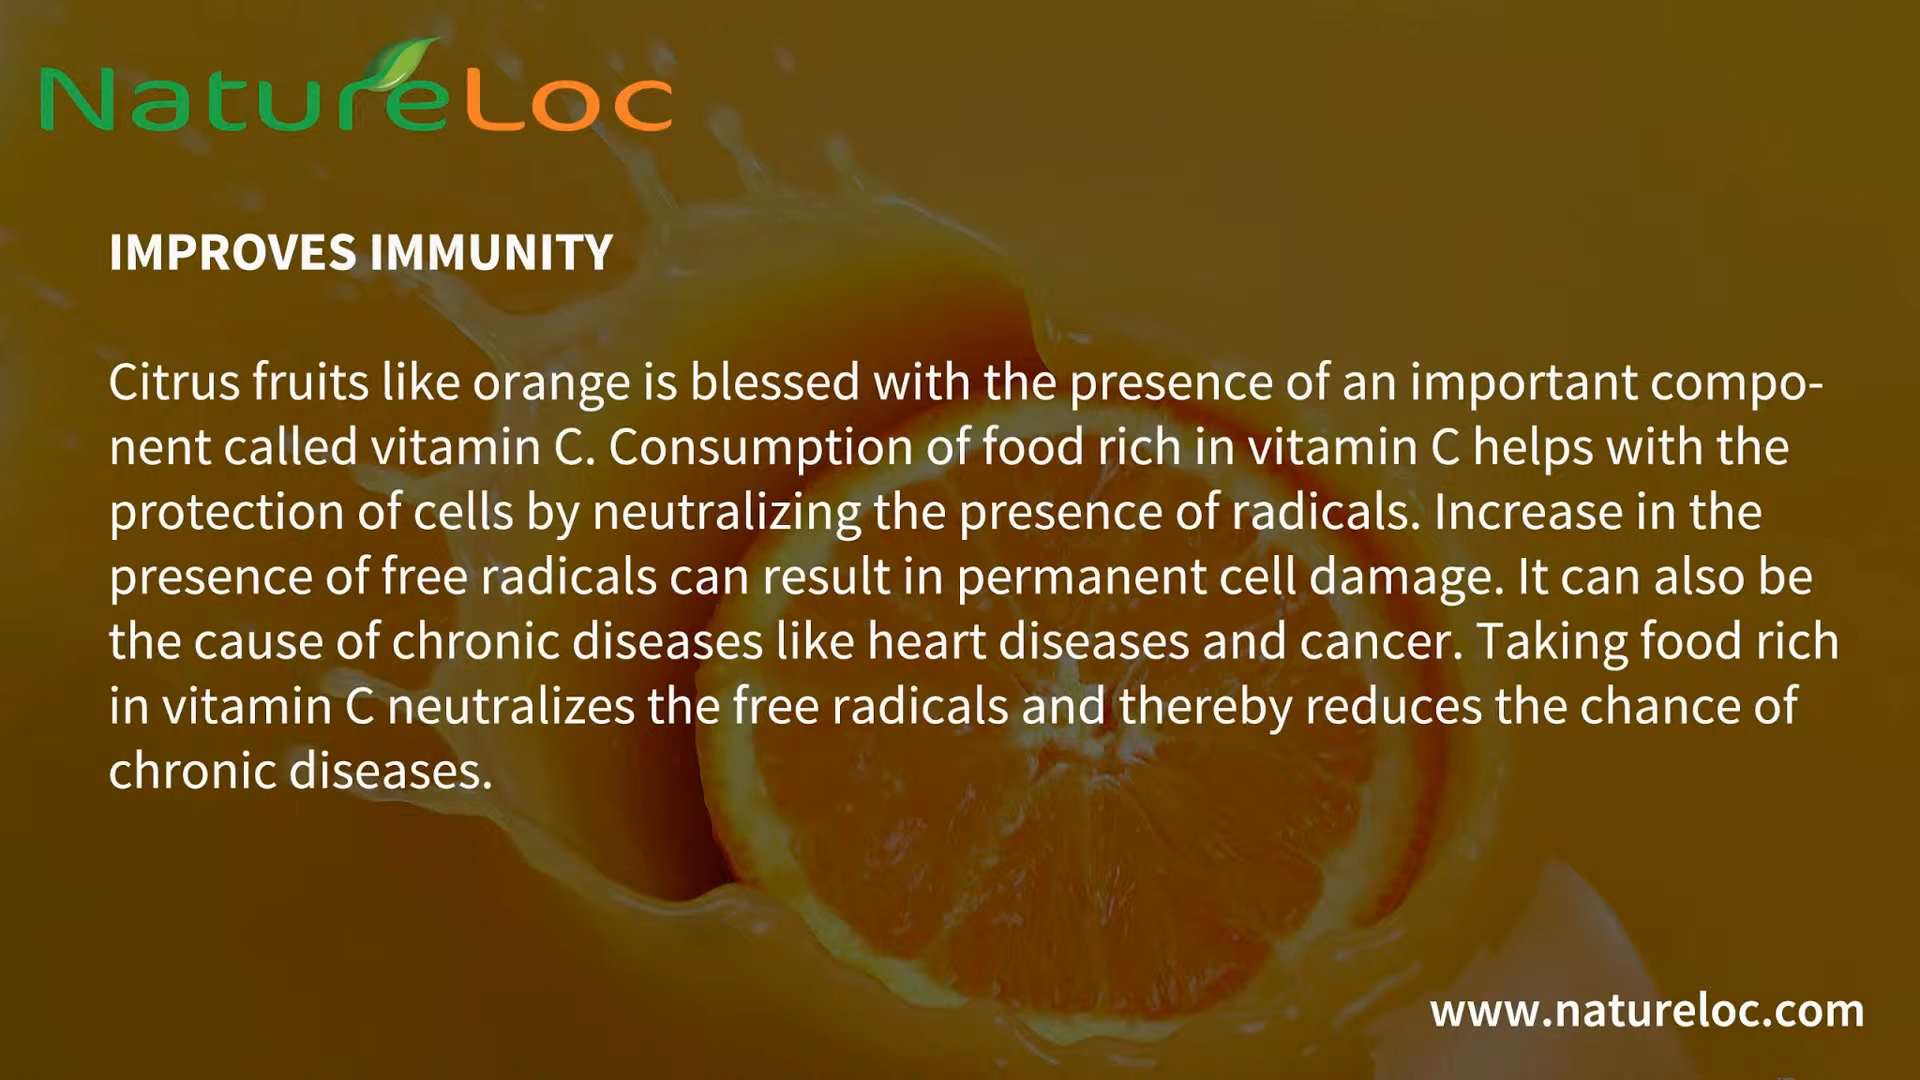 NatureLoc
IMPROVES IMMUNITY
Citrus fruits like orange is blessed with the presence of an important compo-
nent called vitamin C. Consumption of food rich in vitamin C helps with the
protection of cells by neutralizing the presence of radicals. Increase in the
presence of free radicals can result in permanent cell damage. It can also be
the cause of chronic diseases like heart diseases and cancer. Taking food rich
in vitamin C neutralizes the free radicals and thereby reduces the chance of
chronic diseases.
www.natureloc.com